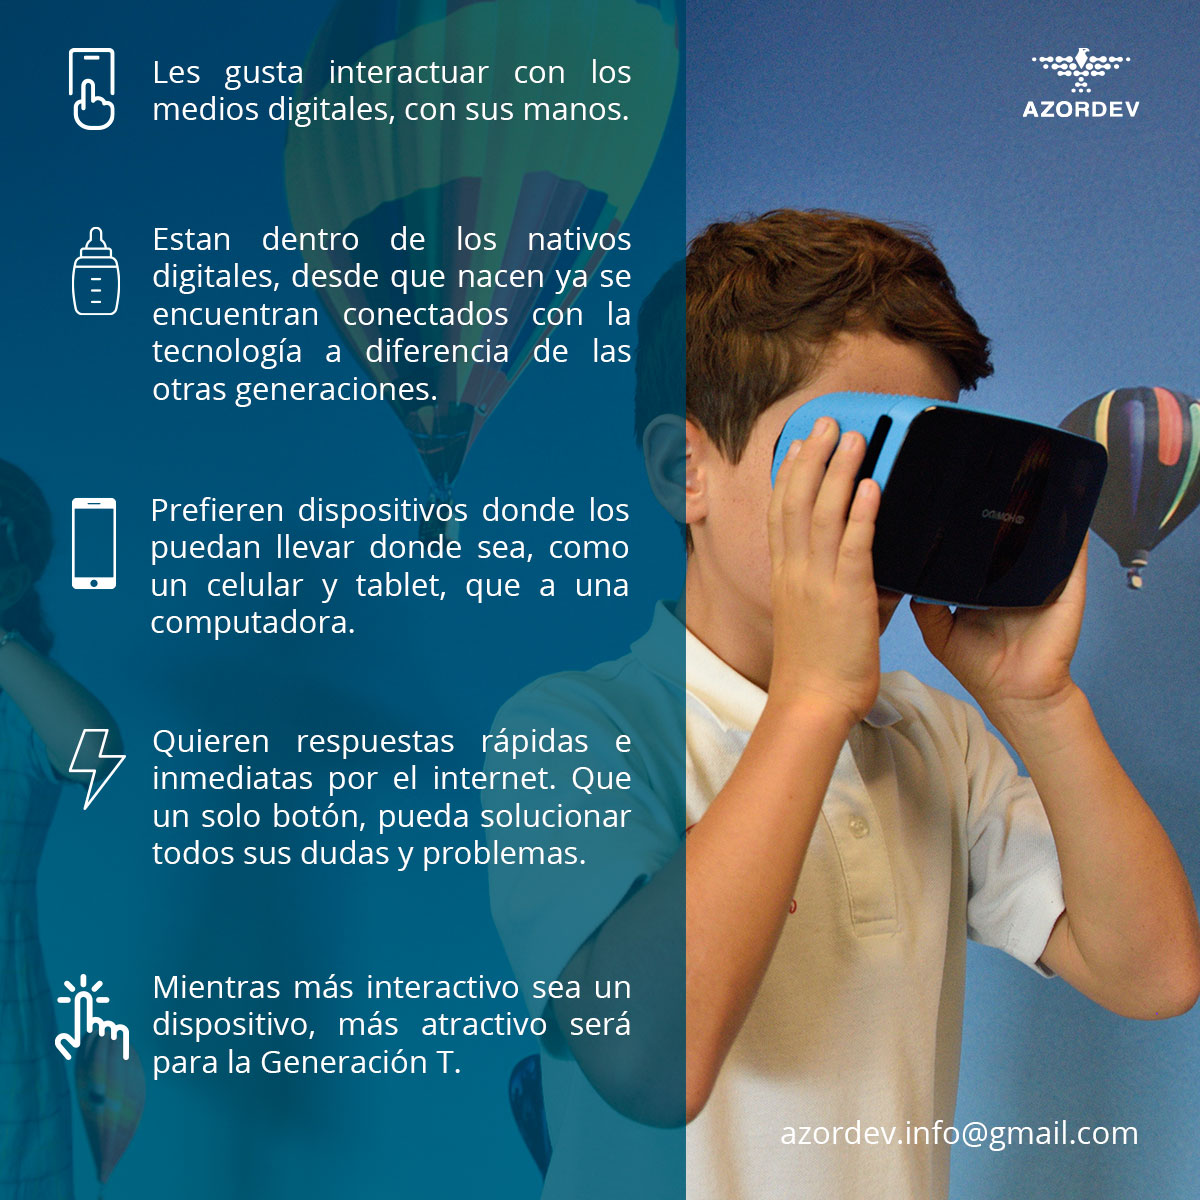 Les gusta interactuar con los
medios digitales, con sus manos.
AZORDEV
Estan dentro de los nativos
digitales, desde que nacen ya se
encuentran conectados con la
tecnología a diferencia de las
otras generaciones.
Prefieren dispositivos donde los
puedan llevar donde sea, como
un celular y tablet, que a una
computadora.
Quieren respuestas rápidas e
inmediatas por el internet. Que
un solo botón, pueda solucionar
todos sus dudas y problemas.
Mientras más interactivo sea un
dispositivo, más atractivo será
para la Generación T.
azordev.info@gmail.com